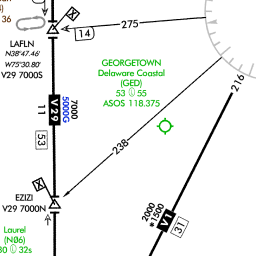 36
275
14
LAFLN
N38°47.46'
W75°30.80'
V29 7000S
GEORGETOWN
Delaware Coastal
(GED)
53 55
ASOS 118.375
216
7000
5000G
V29
11
53
238
EZIZI
V29 7000N
2000
*1500
V1
31
Laurel
(N06)
30 32s